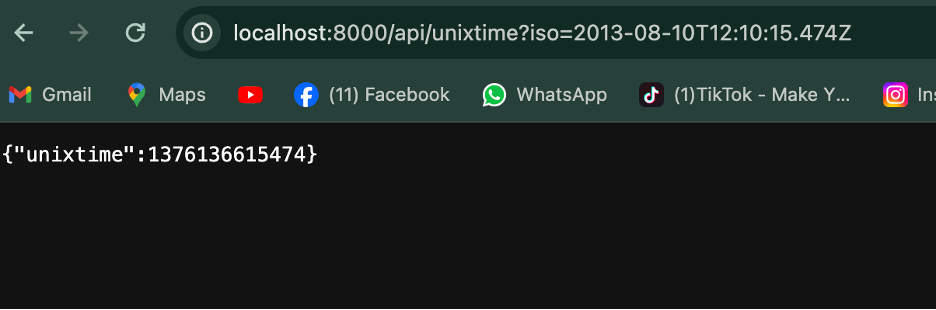 localhost:8000/api/unixtime?iso=2013-08-10T12:10:15.474Z
Gmail Maps (11) Facebook WhatsApp (1)TikTok - Make Y... Ins
{"unixtime":1376136615474}